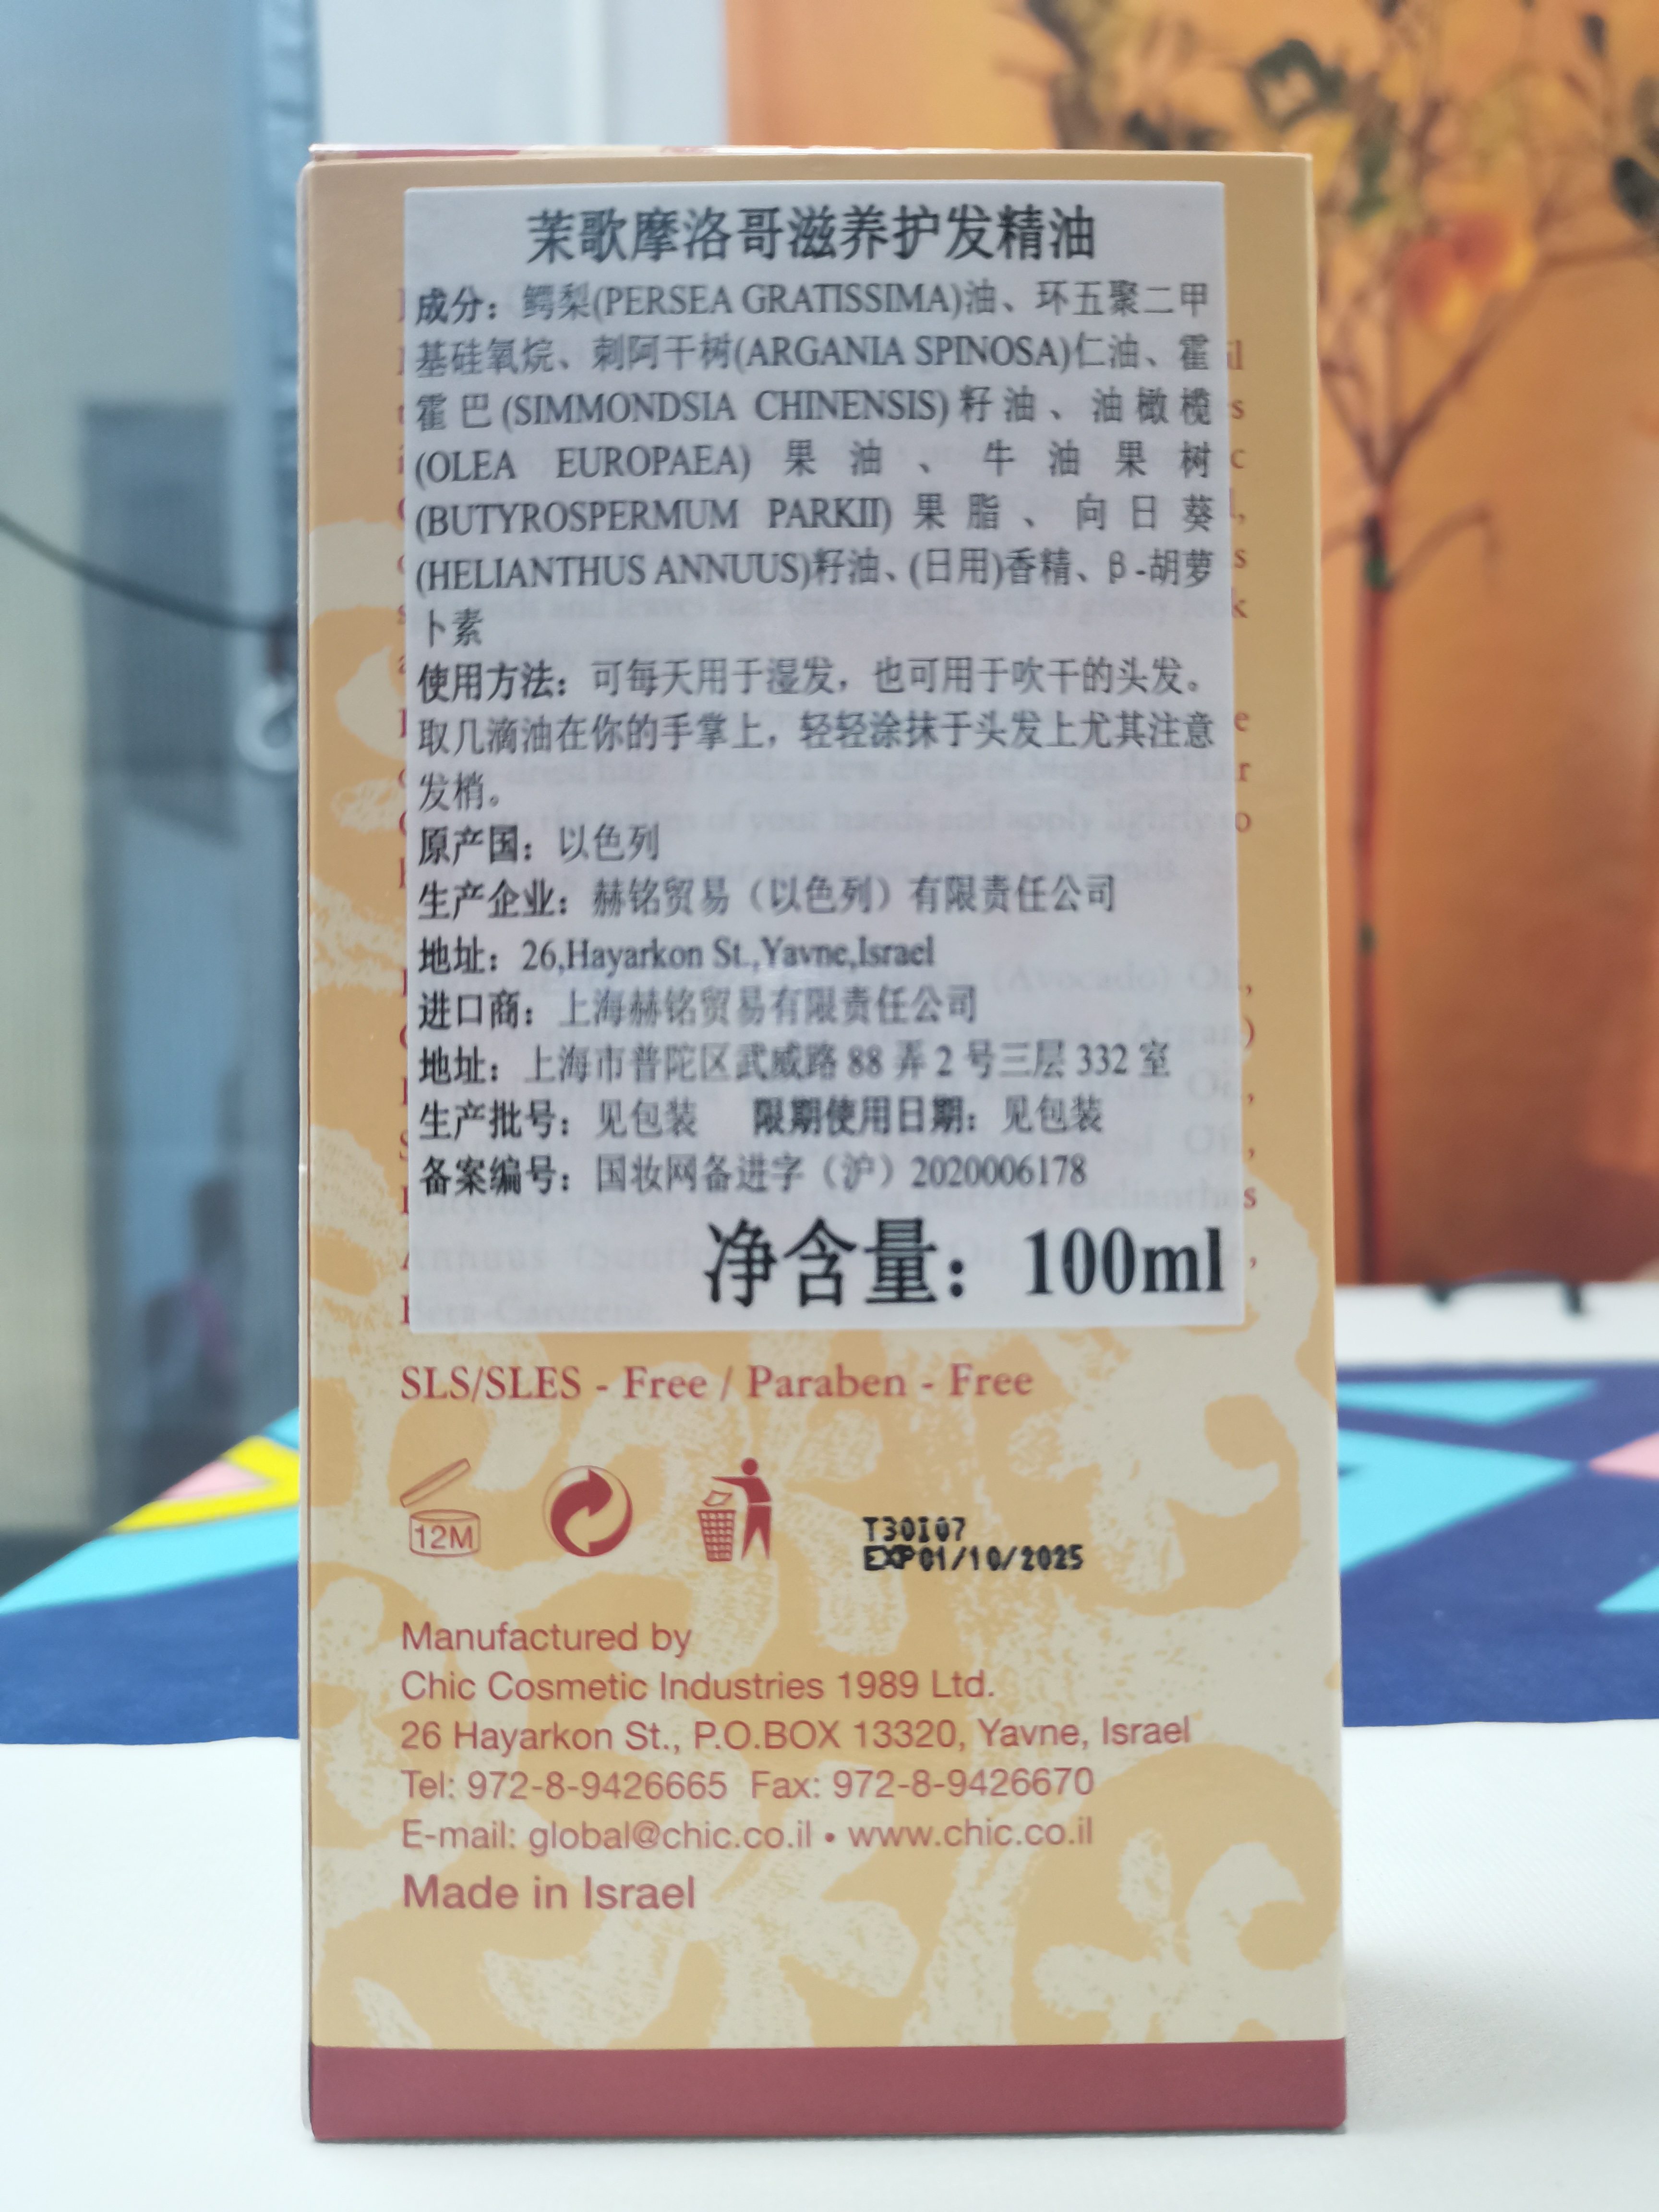 茉歌摩洛哥滋养护发精油
成分：鳄梨(PERSEA GRATISSIMA)油、环五聚二甲
基硅氧烷、刺阿干树(ARGANIA SPINOSA)仁油、霍
霍巴(SIMMONDSIA CHINENSIS)籽油、油橄榄
(OLEA EUROPAEA)果油、牛油果树
(BUTYROSPERMUM PARKII)果脂、向日葵
(HELIANTHUS ANNUUS)籽油、(日用)香精、β-胡萝
卜素
使用方法：可每天用于湿发，也可用于吹干的头发。
取几滴油在你的手掌上，轻轻涂抹于头发上尤其注意
发梢。
原产国：以色列
生产企业：赫铭贸易（以色列）有限责任公司
地址：26,Hayarkon St.,Yavne,Israel
进口商：上海赫铭贸易有限责任公司
地址：上海市普陀区武威路 88 弄 2 号三层 332 室
生产批号：见包装 限期使用日期：见包装
备案编号：国妆网备进字（沪）2020006178
净含量：100ml
SLS/SLES - Free / Paraben - Free
12M
T30I07
EXP01/10/2025
Manufactured by
Chic Cosmetic Industries 1989 Ltd.
26 Hayarkon St., P.O.BOX 13320, Yavne, Israel
Tel: 972-8-9426665 Fax: 972-8-9426670
E-mail: global@chic.co.il • www.chic.co.il
Made in Israel